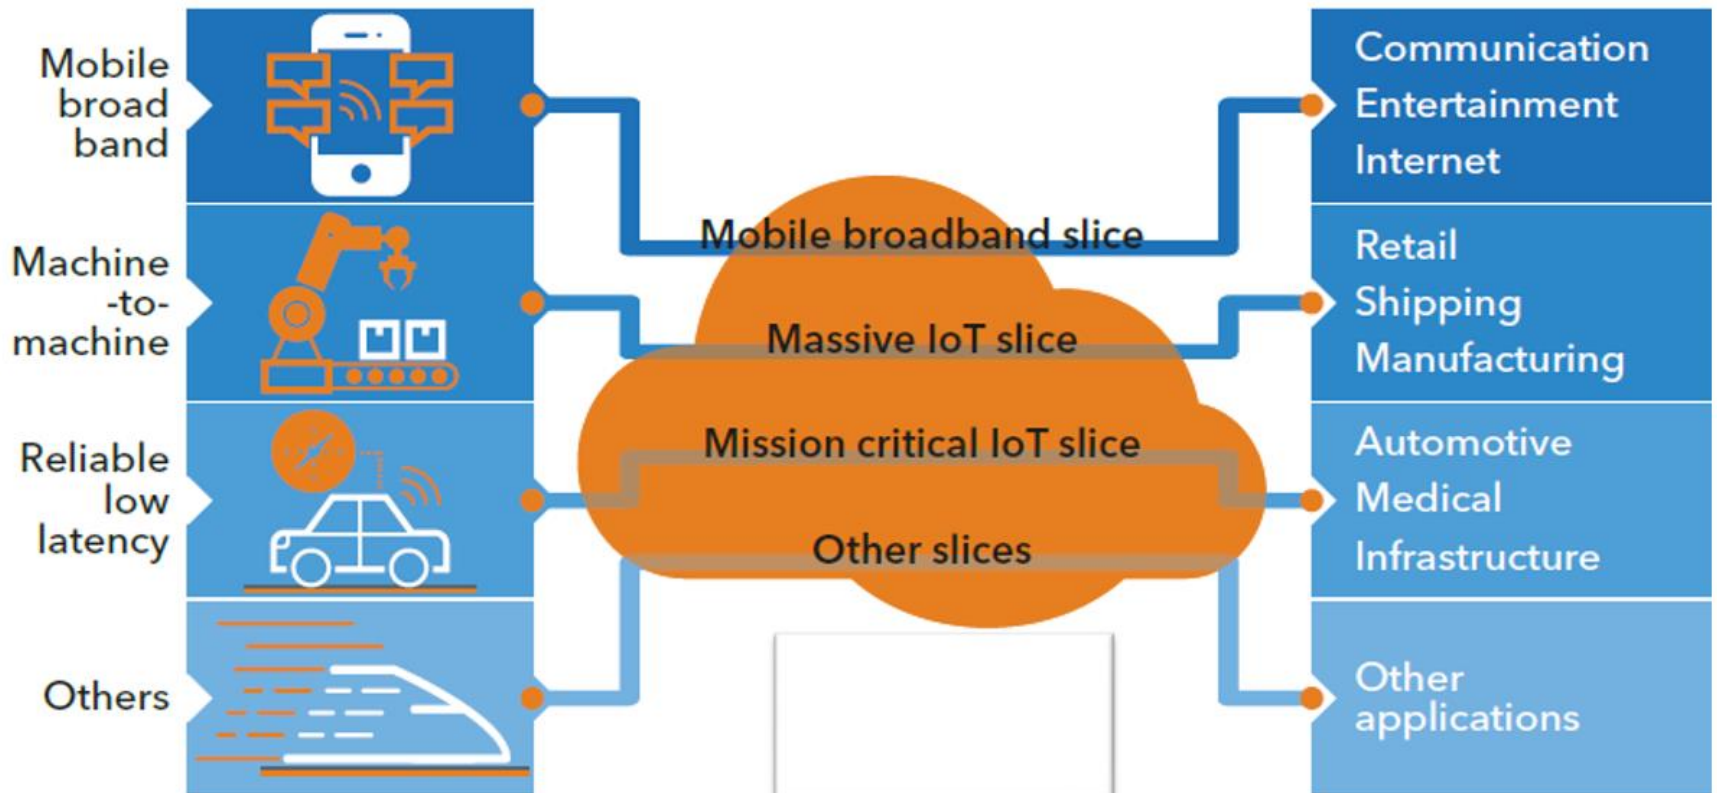 Mobile
broad
band
Machine
-to-
machine
Reliable
low
latency
Others
Mobile broadband slice
Massive IoT slice
Mission critical IoT slice
Other slices
Communication
Entertainment
Internet
Retail
Shipping
Manufacturing
Automotive
Medical
Infrastructure
Other
applications